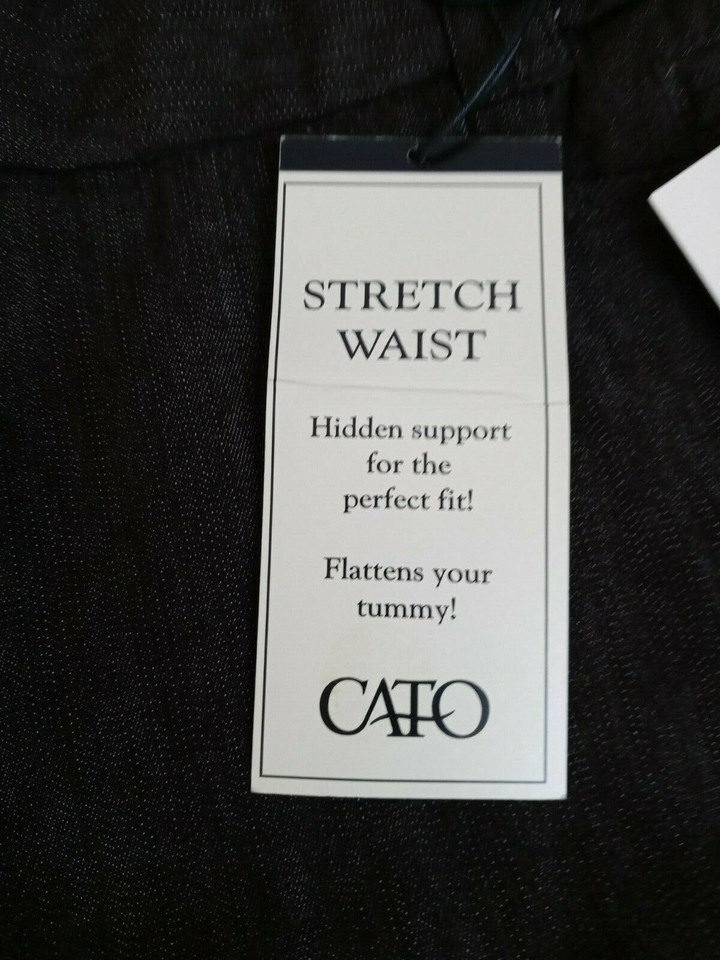 STRETCH
WAIST
Hidden support
for the
perfect fit!
Flattens your
tummy!
CATO